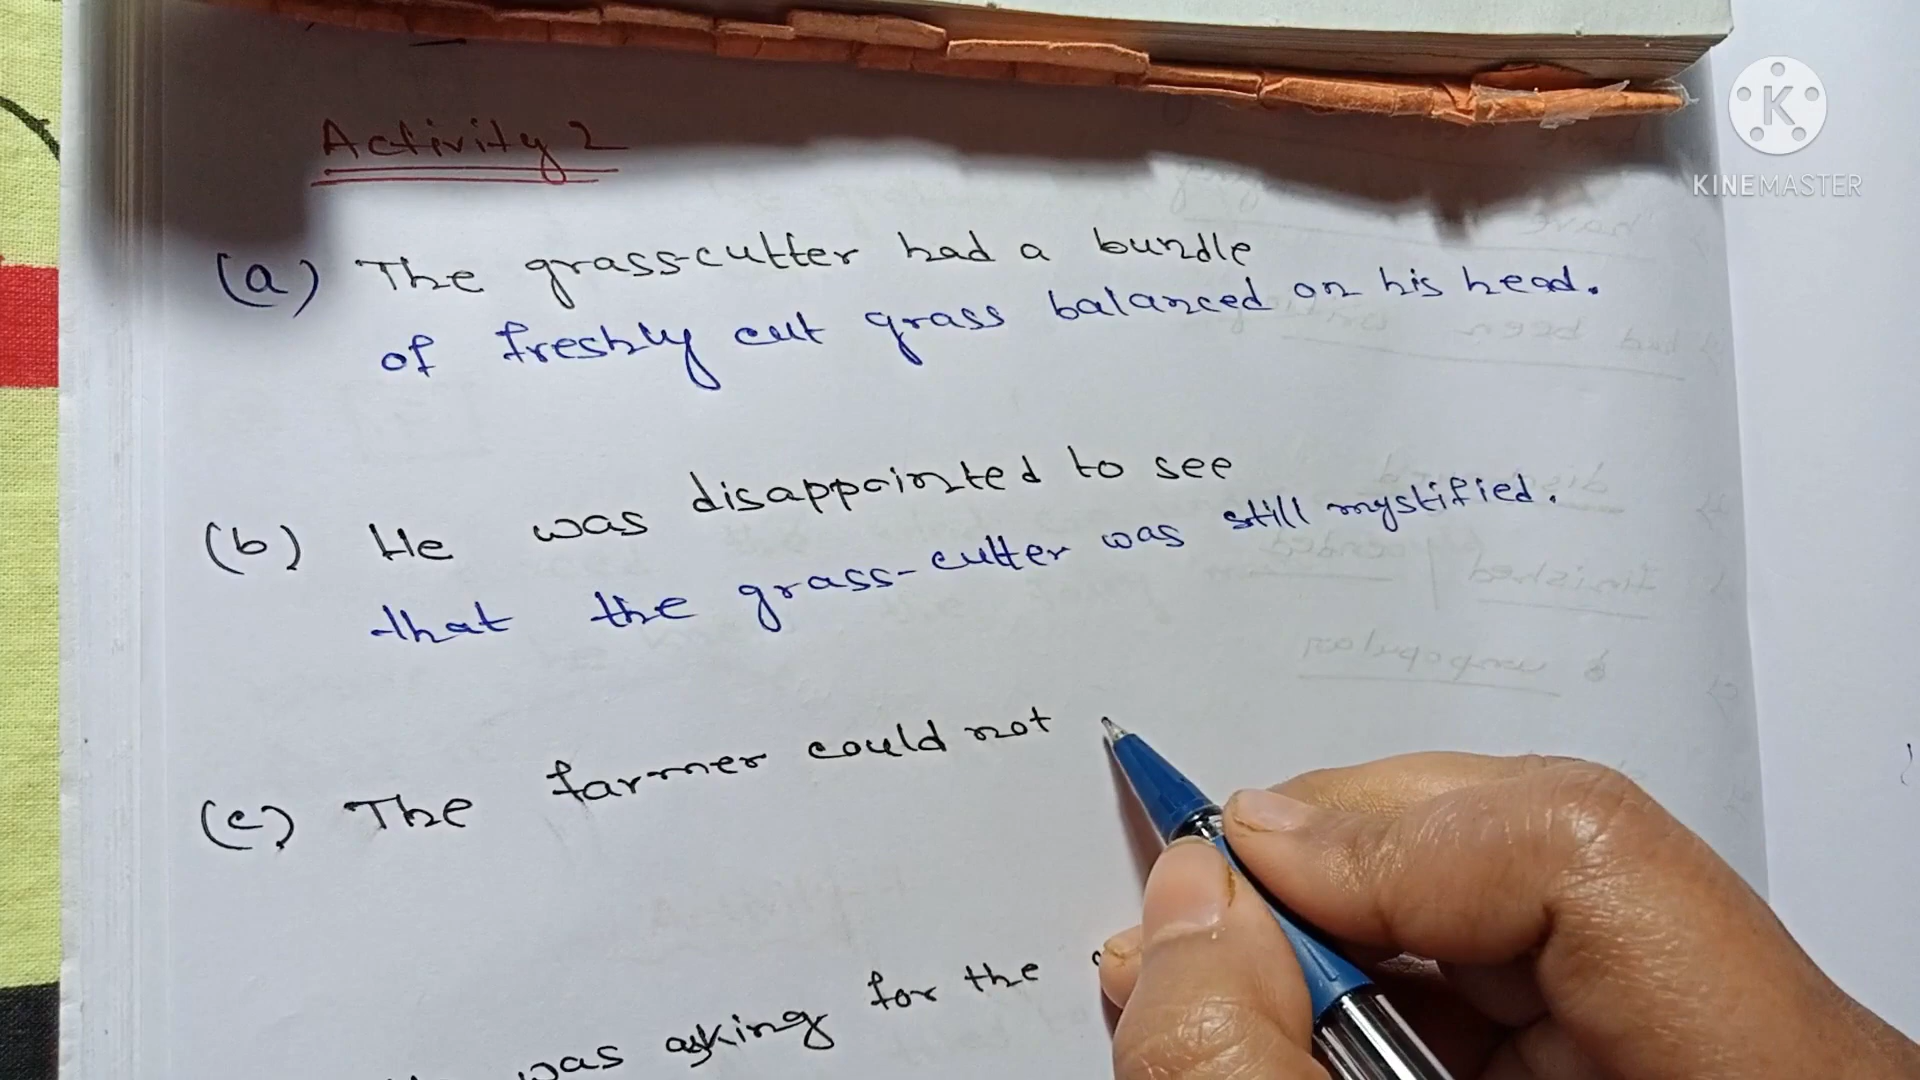 Activity 2
(a) The grass-cutter had a bundle
of freshly cut grass balanced on his head.
(b) He was disappointed to see
that the grass-cutter was still mystified.
(c) The farmer could not
was asking for the
KINEMASTER